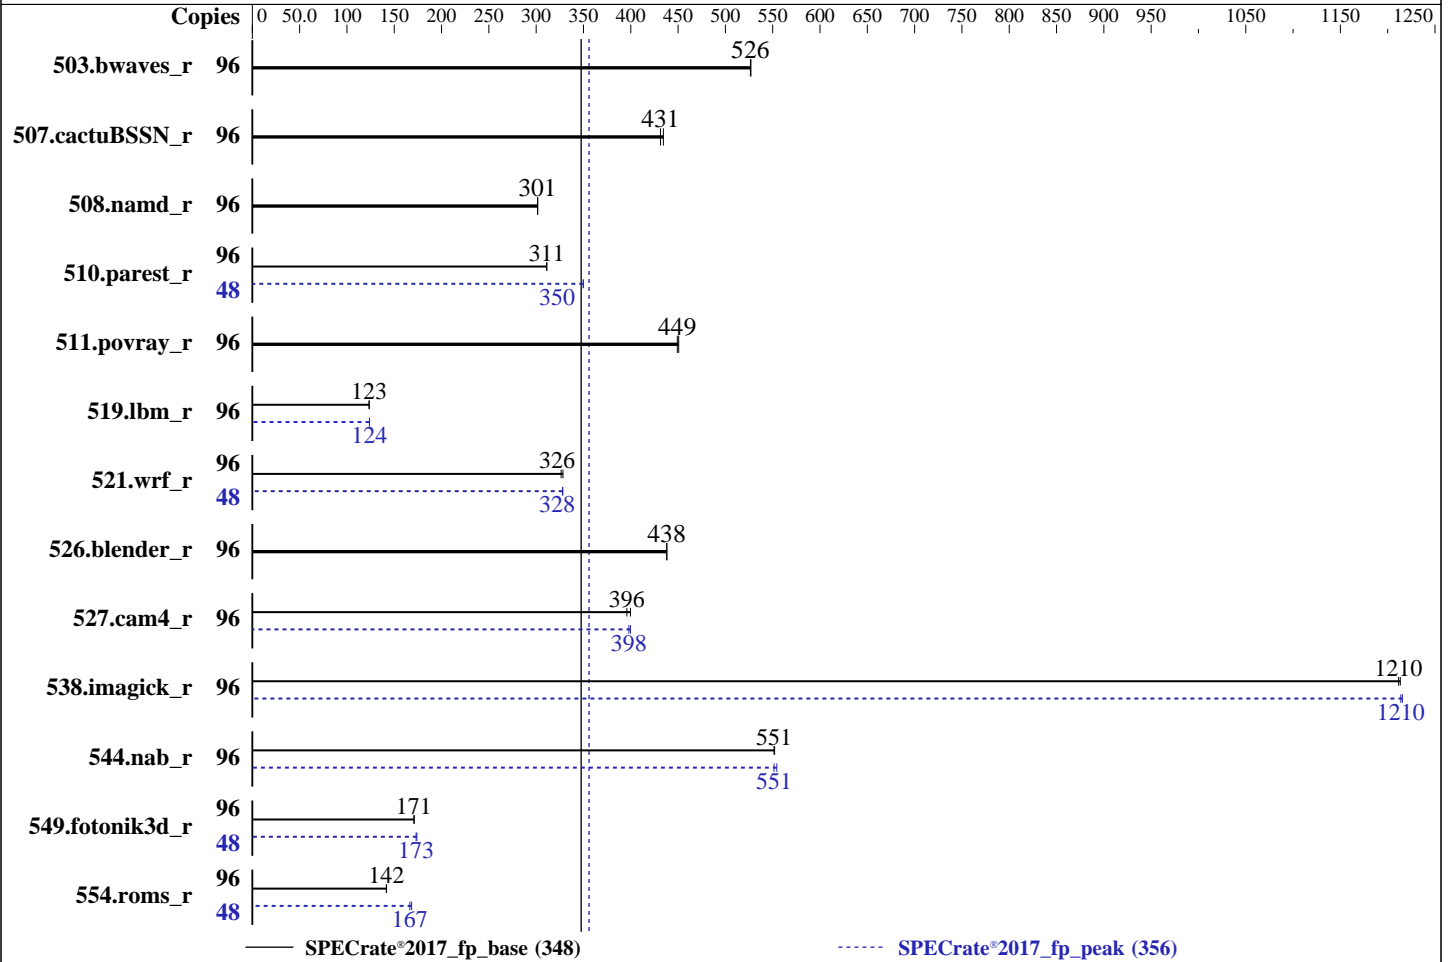 Copies 0 50.0 100 150 200 250 300 350 400 450 500 550 600 650 700 750 800 850 900 950 1050 1150 1250
503.bwaves_r 96 526
507.cactuBSSN_r 96 431
508.namd_r 96 301
96 311
510.parest_r
48 350
511.povray_r 96 449
123
519.lbm_r 96
124
96 326
521.wrf_r
48 328
526.blender_r 96 438
396
527.cam4_r 96
398
1210
538.imagick_r 96
1210
551
544.nab_r 96
551
96 171
549.fotonik3d_r
48 173
96 142
554.roms_r
48 167
SPECrate®2017_fp_base (348) SPECrate®2017_fp_peak (356)